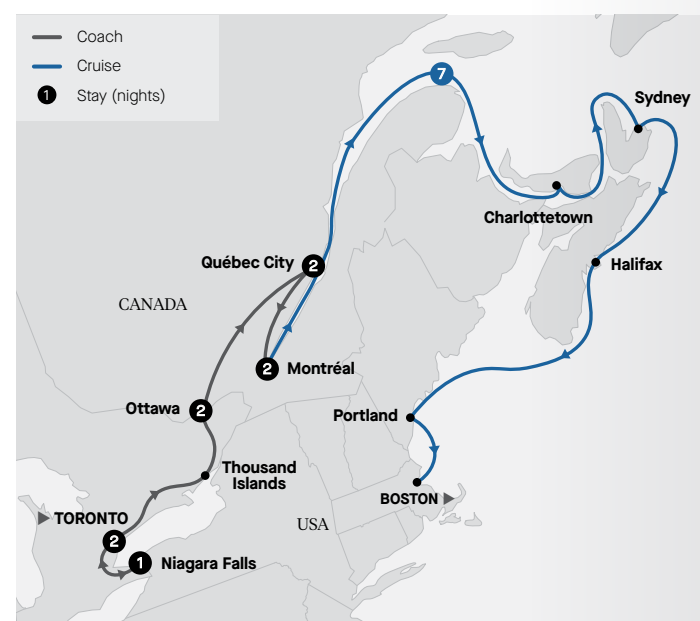 Coach
Cruise
1 Stay (nights)
7
Sydney
Charlottetown
Québec City 2
Halifax
CANADA
2 Montréal
Ottawa 2
Portland
Thousand
Islands
BOSTON
TORONTO
USA
2
1 Niagara Falls